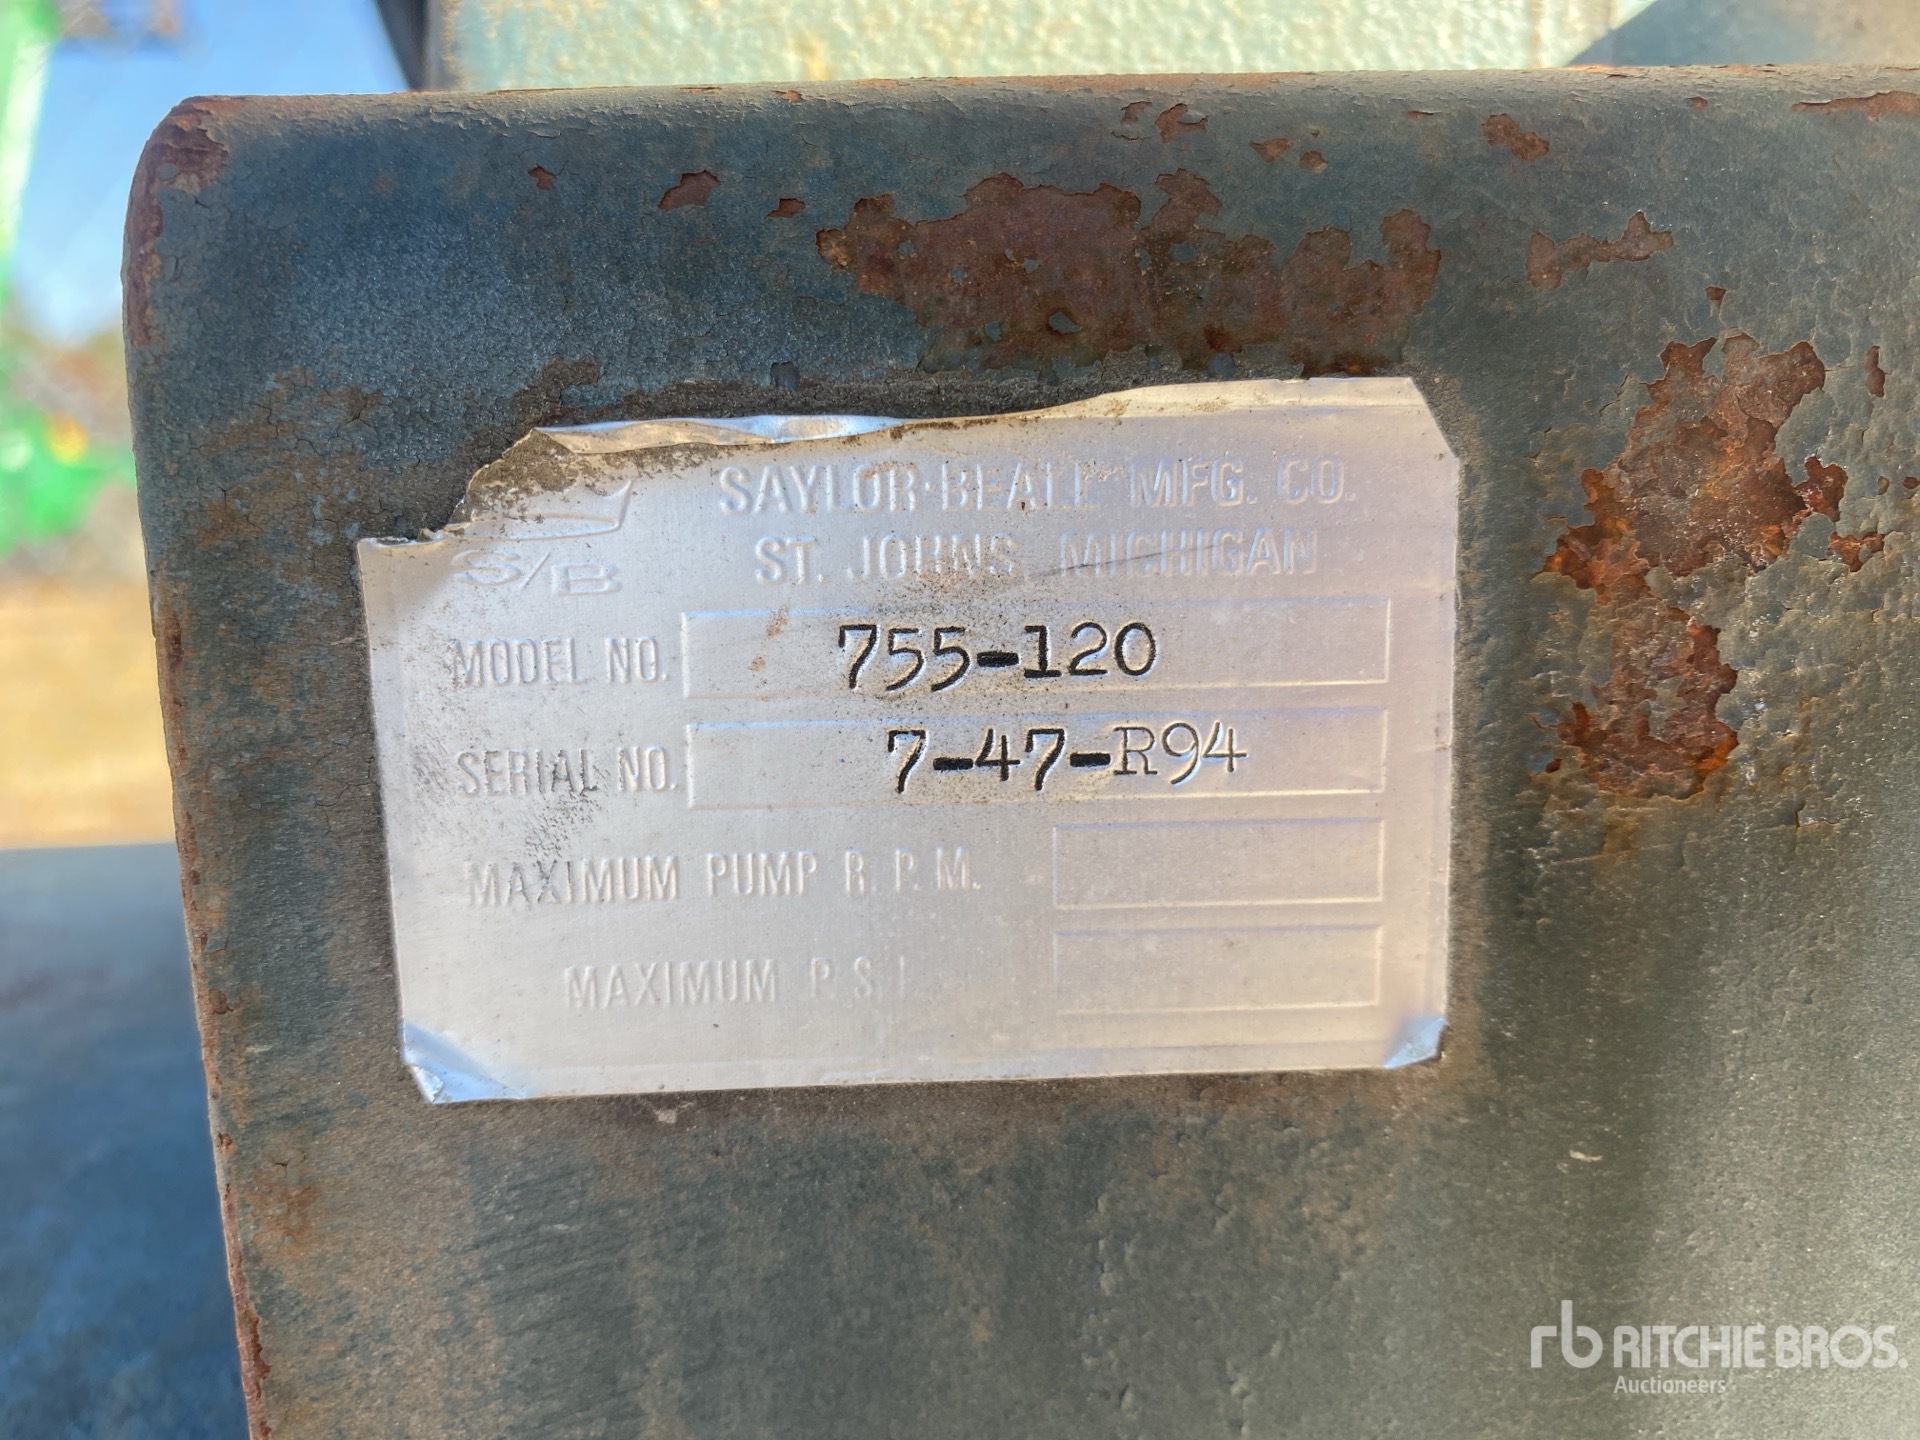 SAYLOR·BEALL MFG. CO.
S/B
ST. JOHNS, MICHIGAN
MODEL NO. 755-120
SERIAL NO. 7-47-R94
MAXIMUM PUMP R. P. M.
MAXIMUM P. S. I.
rb RITCHIE BROS.
Auctioneers